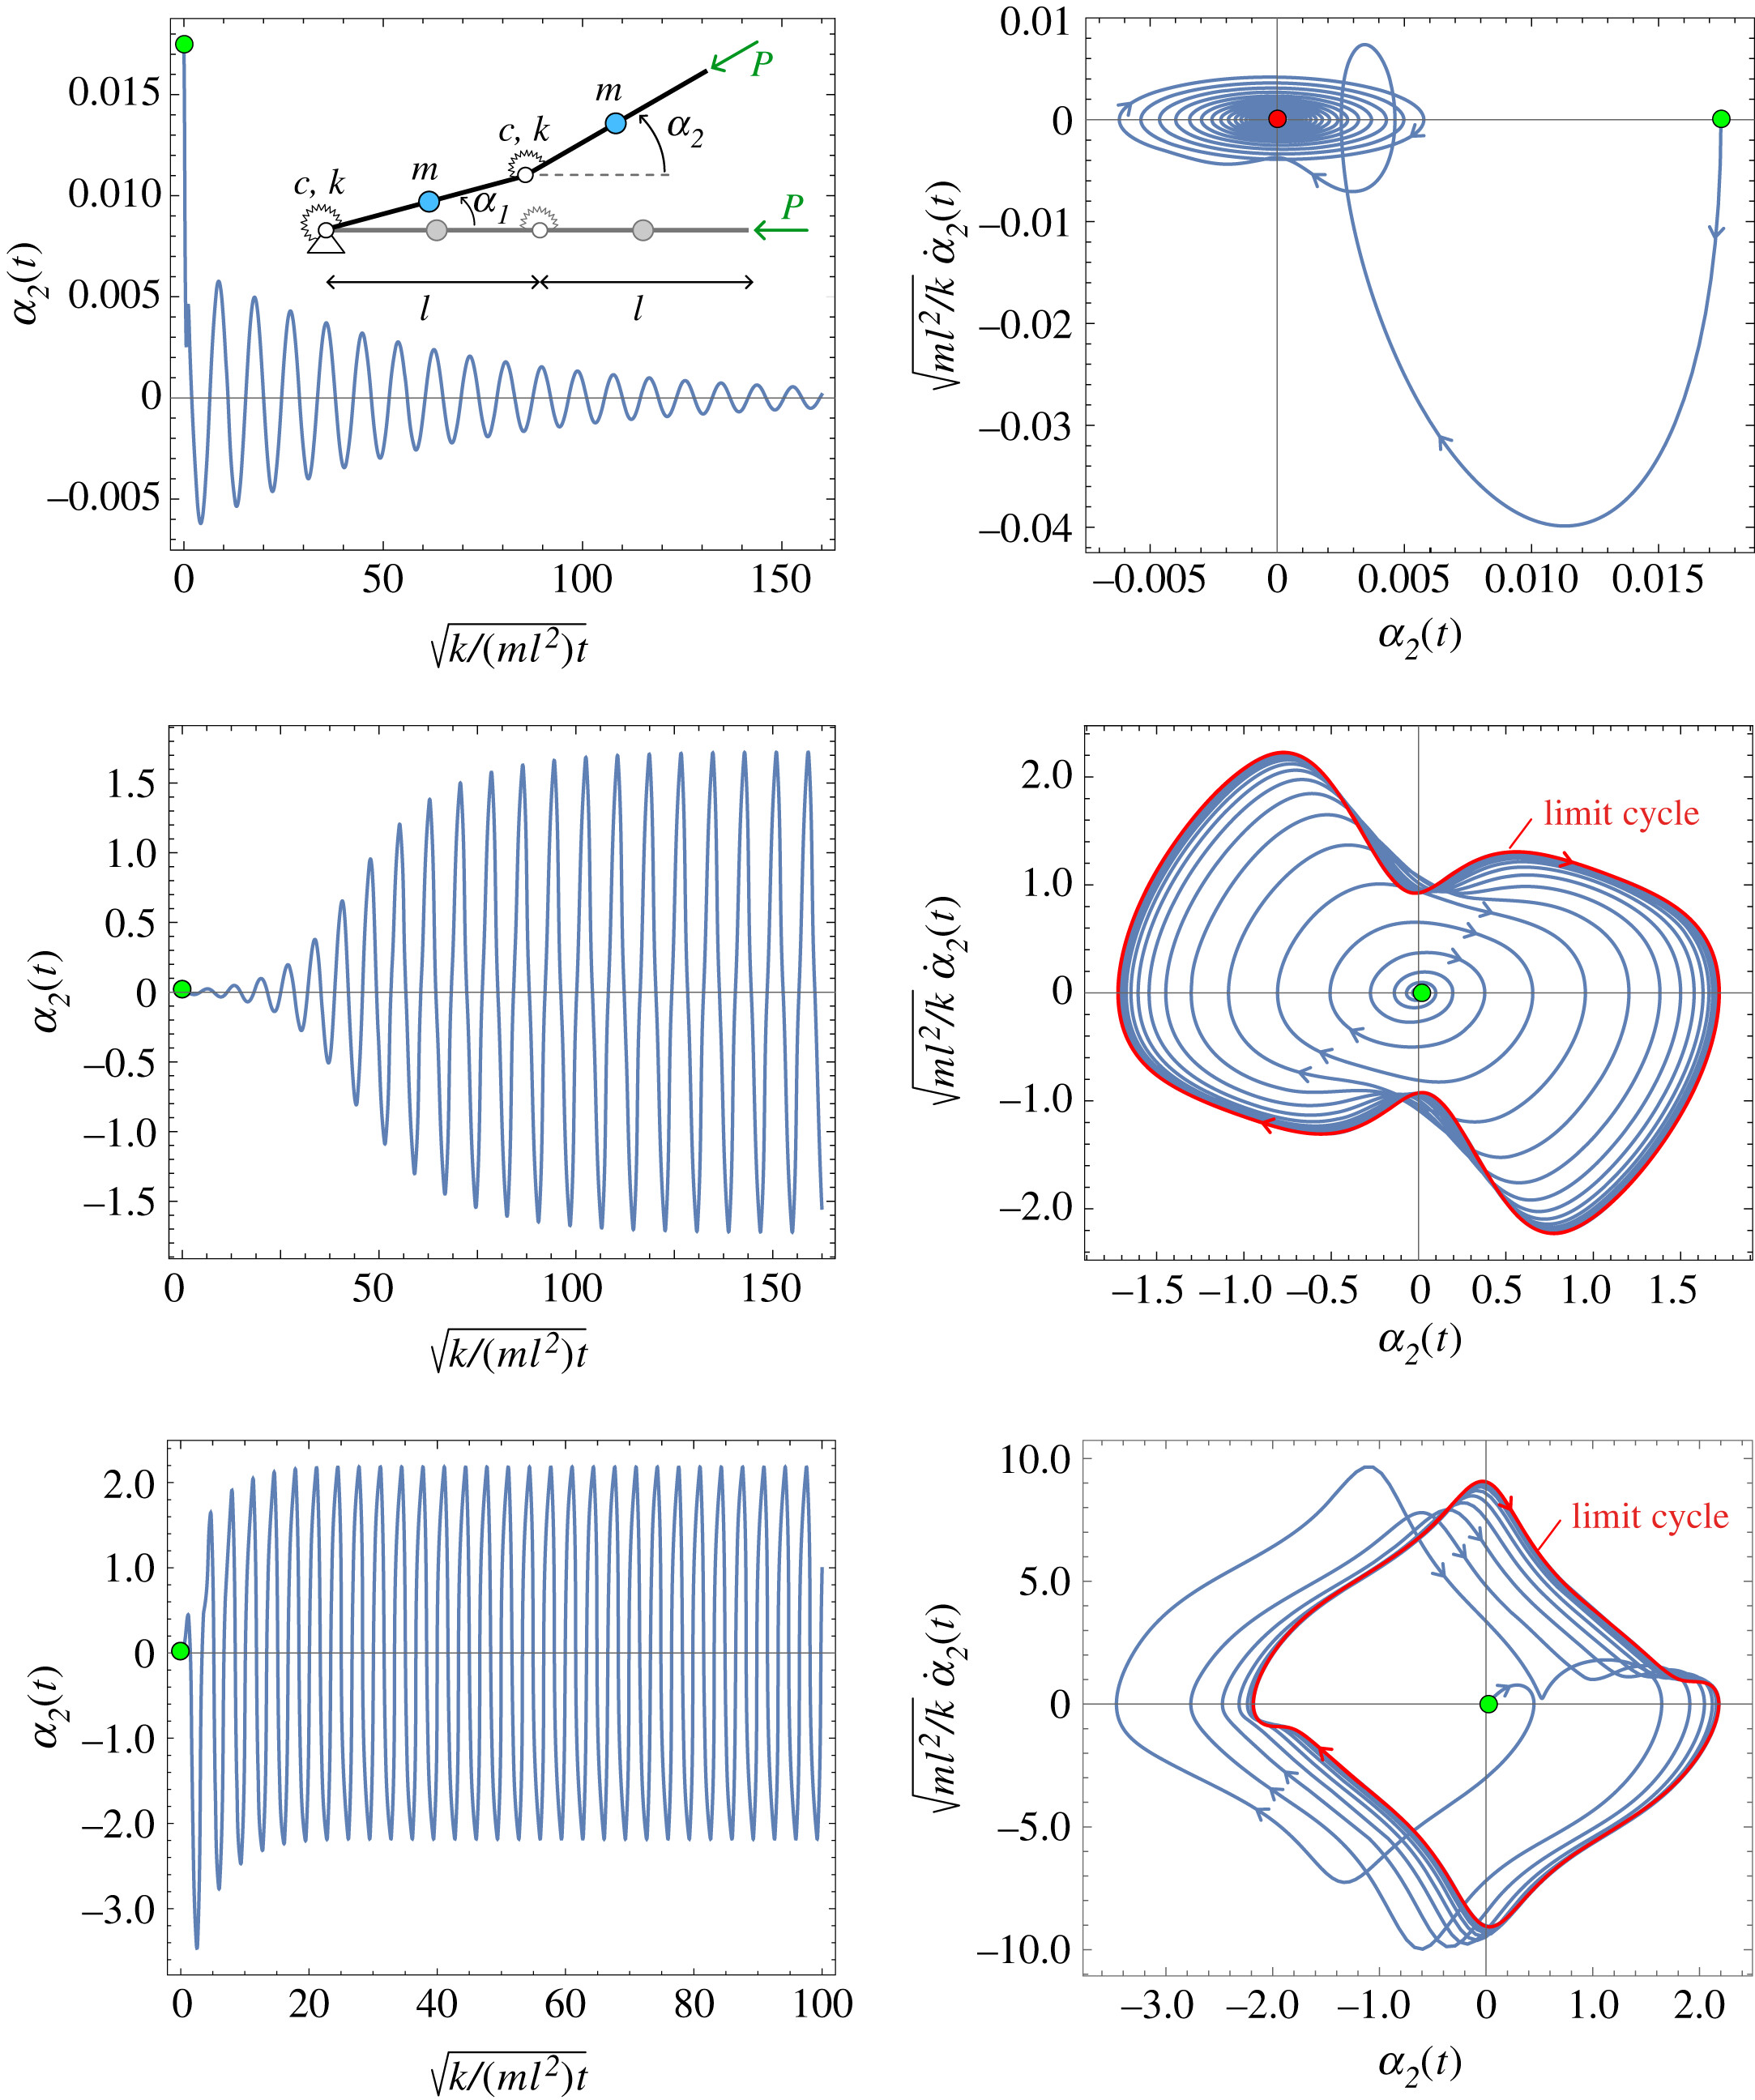 0.015
0.010
0.005
0
−0.005
α₂(t)
0 50 100 150
√k/(ml²)t
c, k
m
c, k
m
α₁
α₂
P
P
l l
0.01
0
−0.01
−0.02
−0.03
−0.04
√ml²/k α̇₂(t)
−0.005 0 0.005 0.010 0.015
α₂(t)
1.5
1.0
0.5
0
−0.5
−1.0
−1.5
α₂(t)
0 50 100 150
√k/(ml²)t
2.0
1.0
0
−1.0
−2.0
√ml²/k α̇₂(t)
limit cycle
−1.5 −1.0 −0.5 0 0.5 1.0 1.5
α₂(t)
2.0
1.0
0
−1.0
−2.0
−3.0
α₂(t)
0 20 40 60 80 100
√k/(ml²)t
10.0
5.0
0
−5.0
−10.0
√ml²/k α̇₂(t)
limit cycle
−3.0 −2.0 −1.0 0 1.0 2.0
α₂(t)